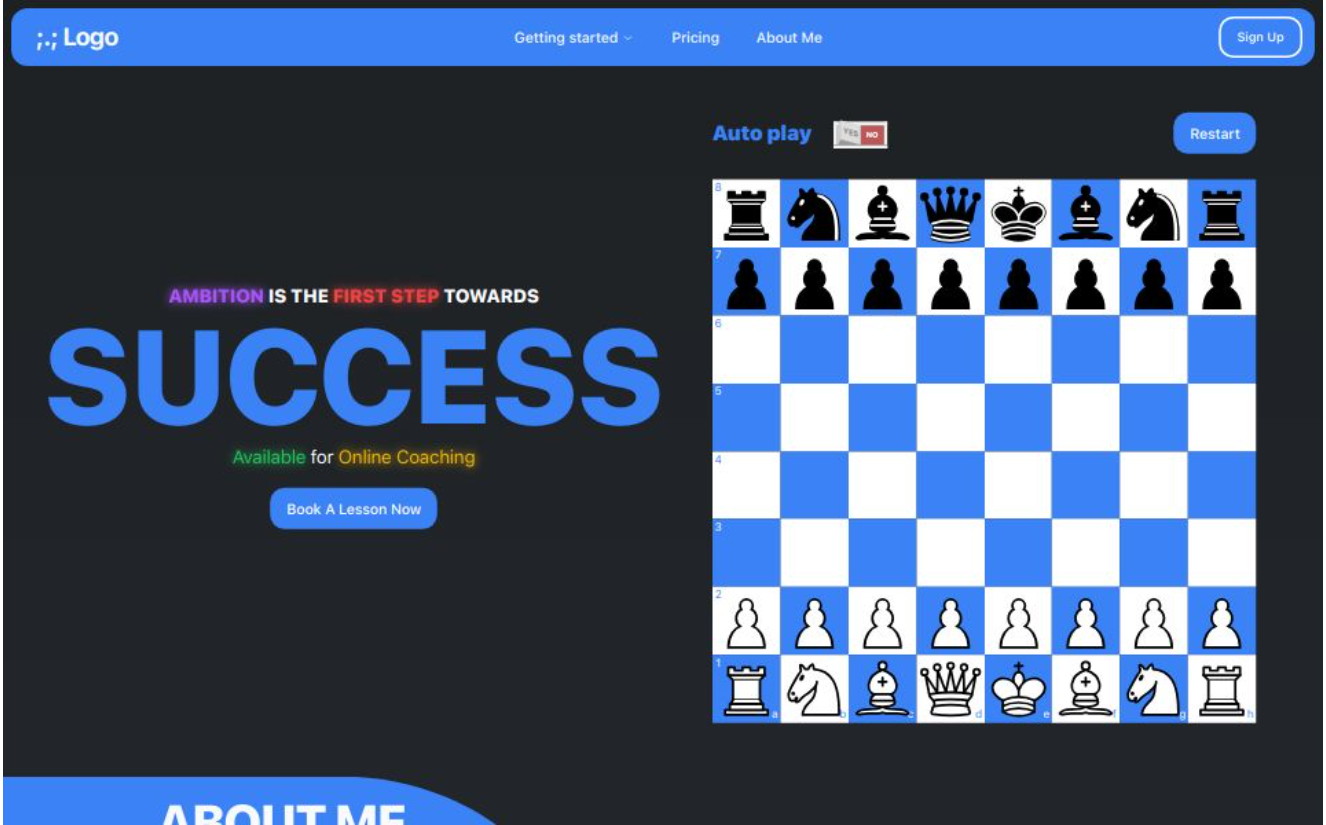 ;.; Logo
Getting started
Pricing
About Me
Sign Up
Auto play
YES NO
Restart
AMBITION IS THE FIRST STEP TOWARDS
SUCCESS
Available for Online Coaching
Book A Lesson Now
8
7
6
5
4
3
2
1
a b c d e f g h
ABOUT ME